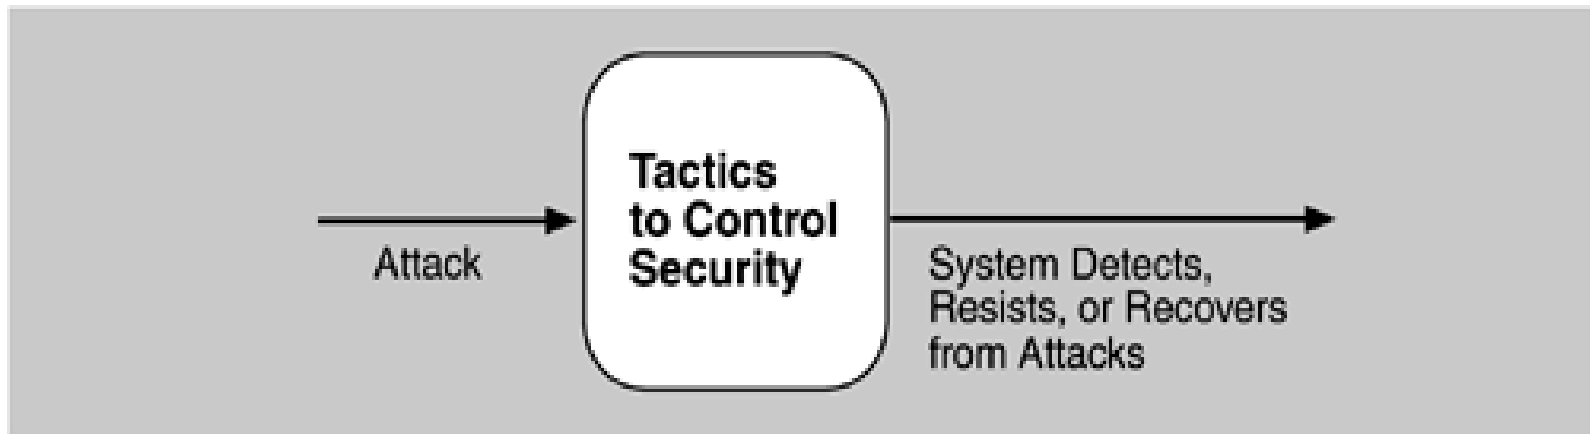 Attack
Tactics
to Control
Security
System Detects,
Resists, or Recovers
from Attacks